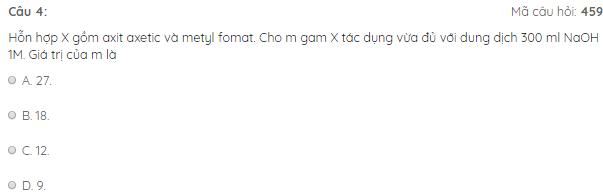 Câu 4:
Mã câu hỏi: 459
Hỗn hợp X gồm axit axetic và metyl fomat. Cho m gam X tác dụng vừa đủ với dung dịch 300 ml NaOH
1M. Giá trị của m là
A. 27.
B. 18.
C. 12.
D. 9.